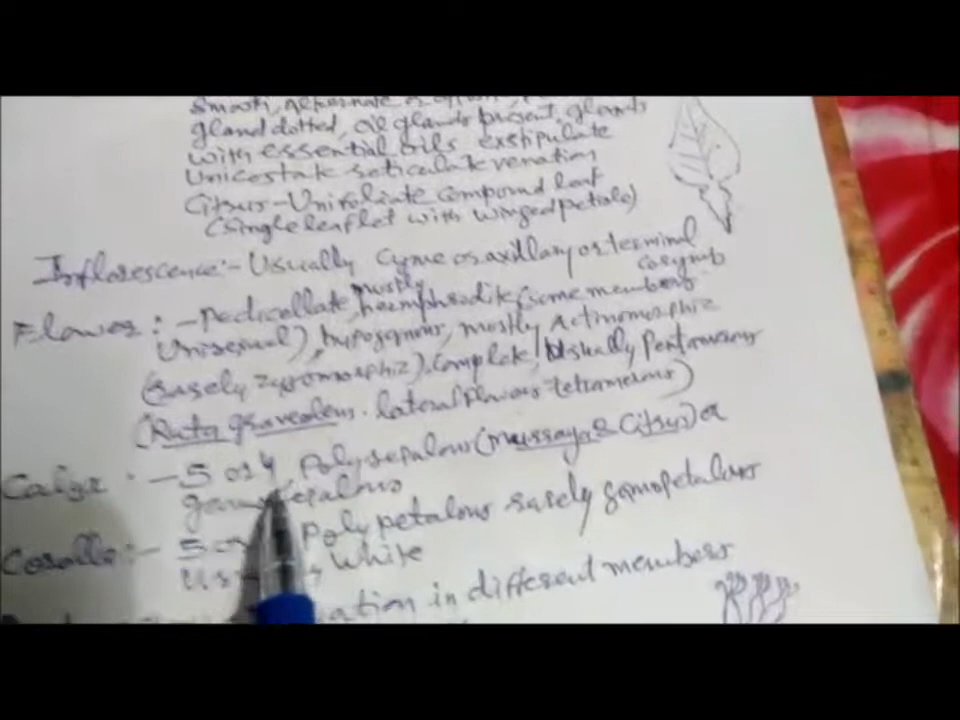 Smooth, alternate or
gland dotted, oil glands present, glands
with essential oils exstipulate
Unicostate reticulate venation
Citrus - Unifoliate compound leaf
(single leaflet with winged petiole)
Inflorescence:- Usually Cyme or axillary or terminal
corymb
mostly
Flower:- Pedicellate, hermphrodite (some members
Unisexual), hypogynous, mostly Actinomorphic
(rarely zygomorphic). Complete, Usually Pentamerous
(Ruta graveolens. lateral flowers-tetramerous)
Calyx:- 5 or 4 Polysepalous (Murraya & Citrus) or
Corolla:- 5 Polypetalous rarely gamopetalous
White
in different members